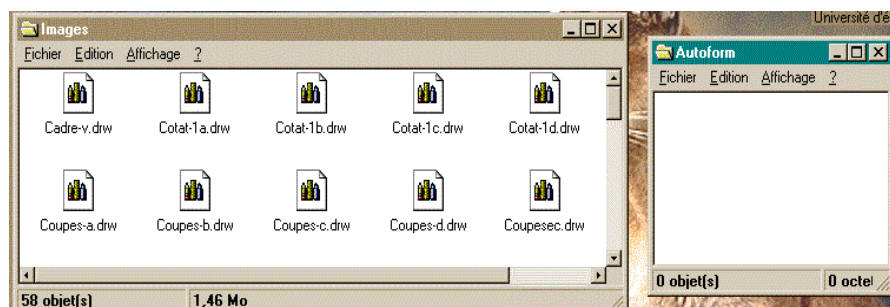 Images
Fichier Edition Affichage ?
Cadre-v.drw Cotat-1a.drw Cotat-1b.drw Cotat-1c.drw Cotat-1d.drw
Coupes-a.drw Coupes-b.drw Coupes-c.drw Coupes-d.drw Coupesec.drw
58 objet(s) 1,46 Mo
Université d'é
Autoform
Fichier Edition Affichage ?
0 objet(s) 0 octet